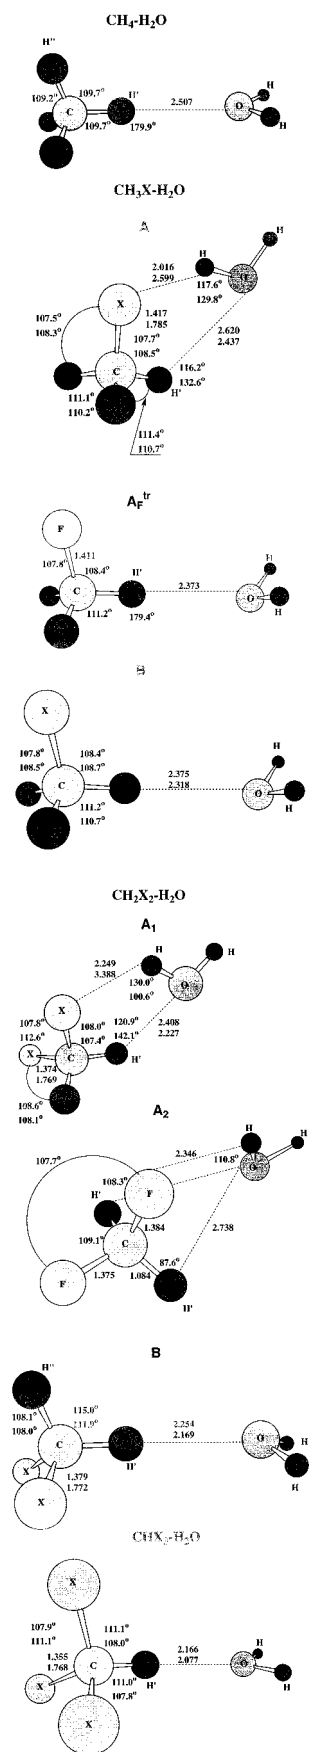 CH4-H2O
H''
109.7°
H'
109.2°
C
2.507
O
H
H
109.7°
179.9°
CH3X-H2O
A
H
H
2.016
2.599
O
117.6°
129.8°
X
1.417
1.785
107.5°
108.3°
107.7°
108.5°
2.620
2.437
C
116.2°
132.6°
H'
111.1°
110.2°
111.4°
110.7°
AFtr
F
1.411
107.8°
108.4°
H'
H
C
2.373
O
H
111.2°
179.4°
B
X
107.8°
108.5°
108.4°
108.7°
H
C
2.375
2.318
O
H
111.2°
110.7°
CH2X2-H2O
A1
H
H
2.249
3.388
O
130.0°
100.6°
X
107.8°
112.6°
108.0°
107.4°
120.9°
142.1°
2.408
2.227
X
C
H'
1.374
1.769
108.6°
108.1°
A2
H
H
107.7°
2.346
110.8°
O
108.3°
F
H'
109.1°
1.384
C
2.738
87.6°
F
1.375
1.084
H'
B
H''
108.1°
108.0°
115.0°
111.9°
C
2.254
2.169
O
H
X
H'
H
1.379
1.772
X
CHX3-H2O
X
107.9°
111.1°
111.1°
108.0°
2.166
2.077
H
1.355
1.768
C
O
H
X
111.0°
107.8°
H'
X